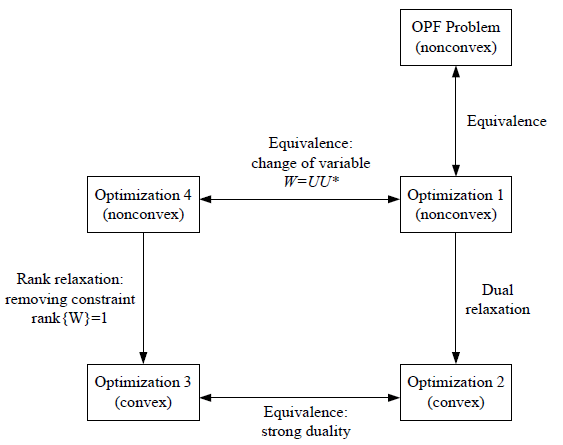 OPF Problem
(nonconvex)
Equivalence
Equivalence:
change of variable
W=UU*
Optimization 4
(nonconvex)
Optimization 1
(nonconvex)
Rank relaxation:
removing constraint
rank{W}=1
Dual
relaxation
Optimization 3
(convex)
Optimization 2
(convex)
Equivalence:
strong duality